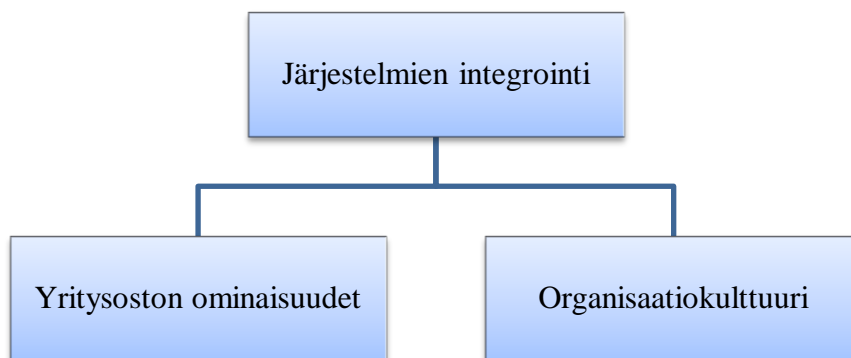 Järjestelmien integrointi
Yritysoston ominaisuudet
Organisaatiokulttuuri